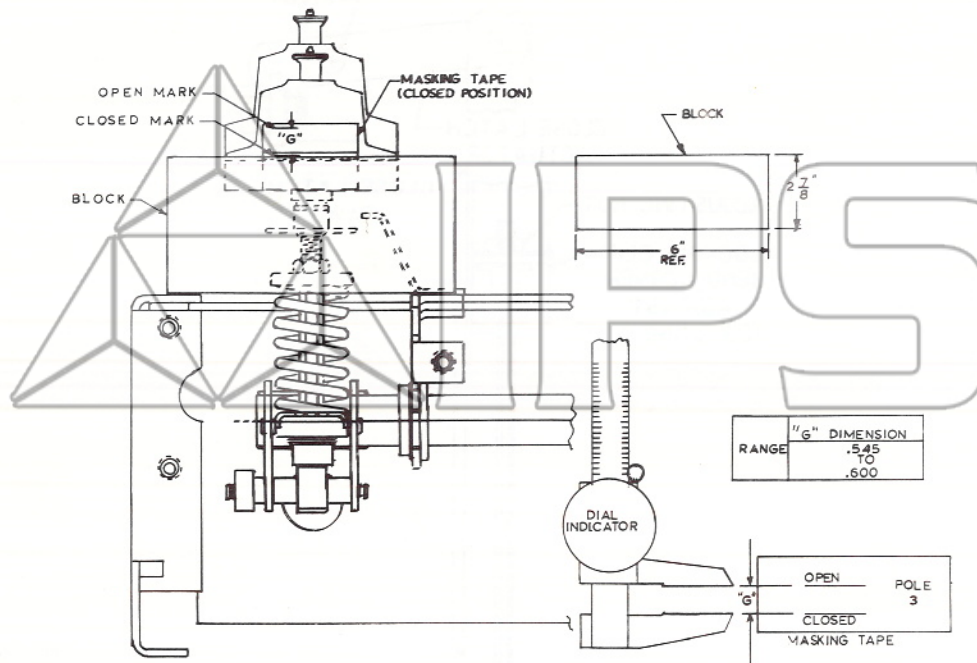 OPEN MARK
CLOSED MARK
"G"
MASKING TAPE
(CLOSED POSITION)
BLOCK
BLOCK
2 7/8"
6"
REF.
IPS
"G" DIMENSION
RANGE
.545
TO
.600
DIAL
INDICATOR
"G"
OPEN
POLE
3
CLOSED
MASKING TAPE